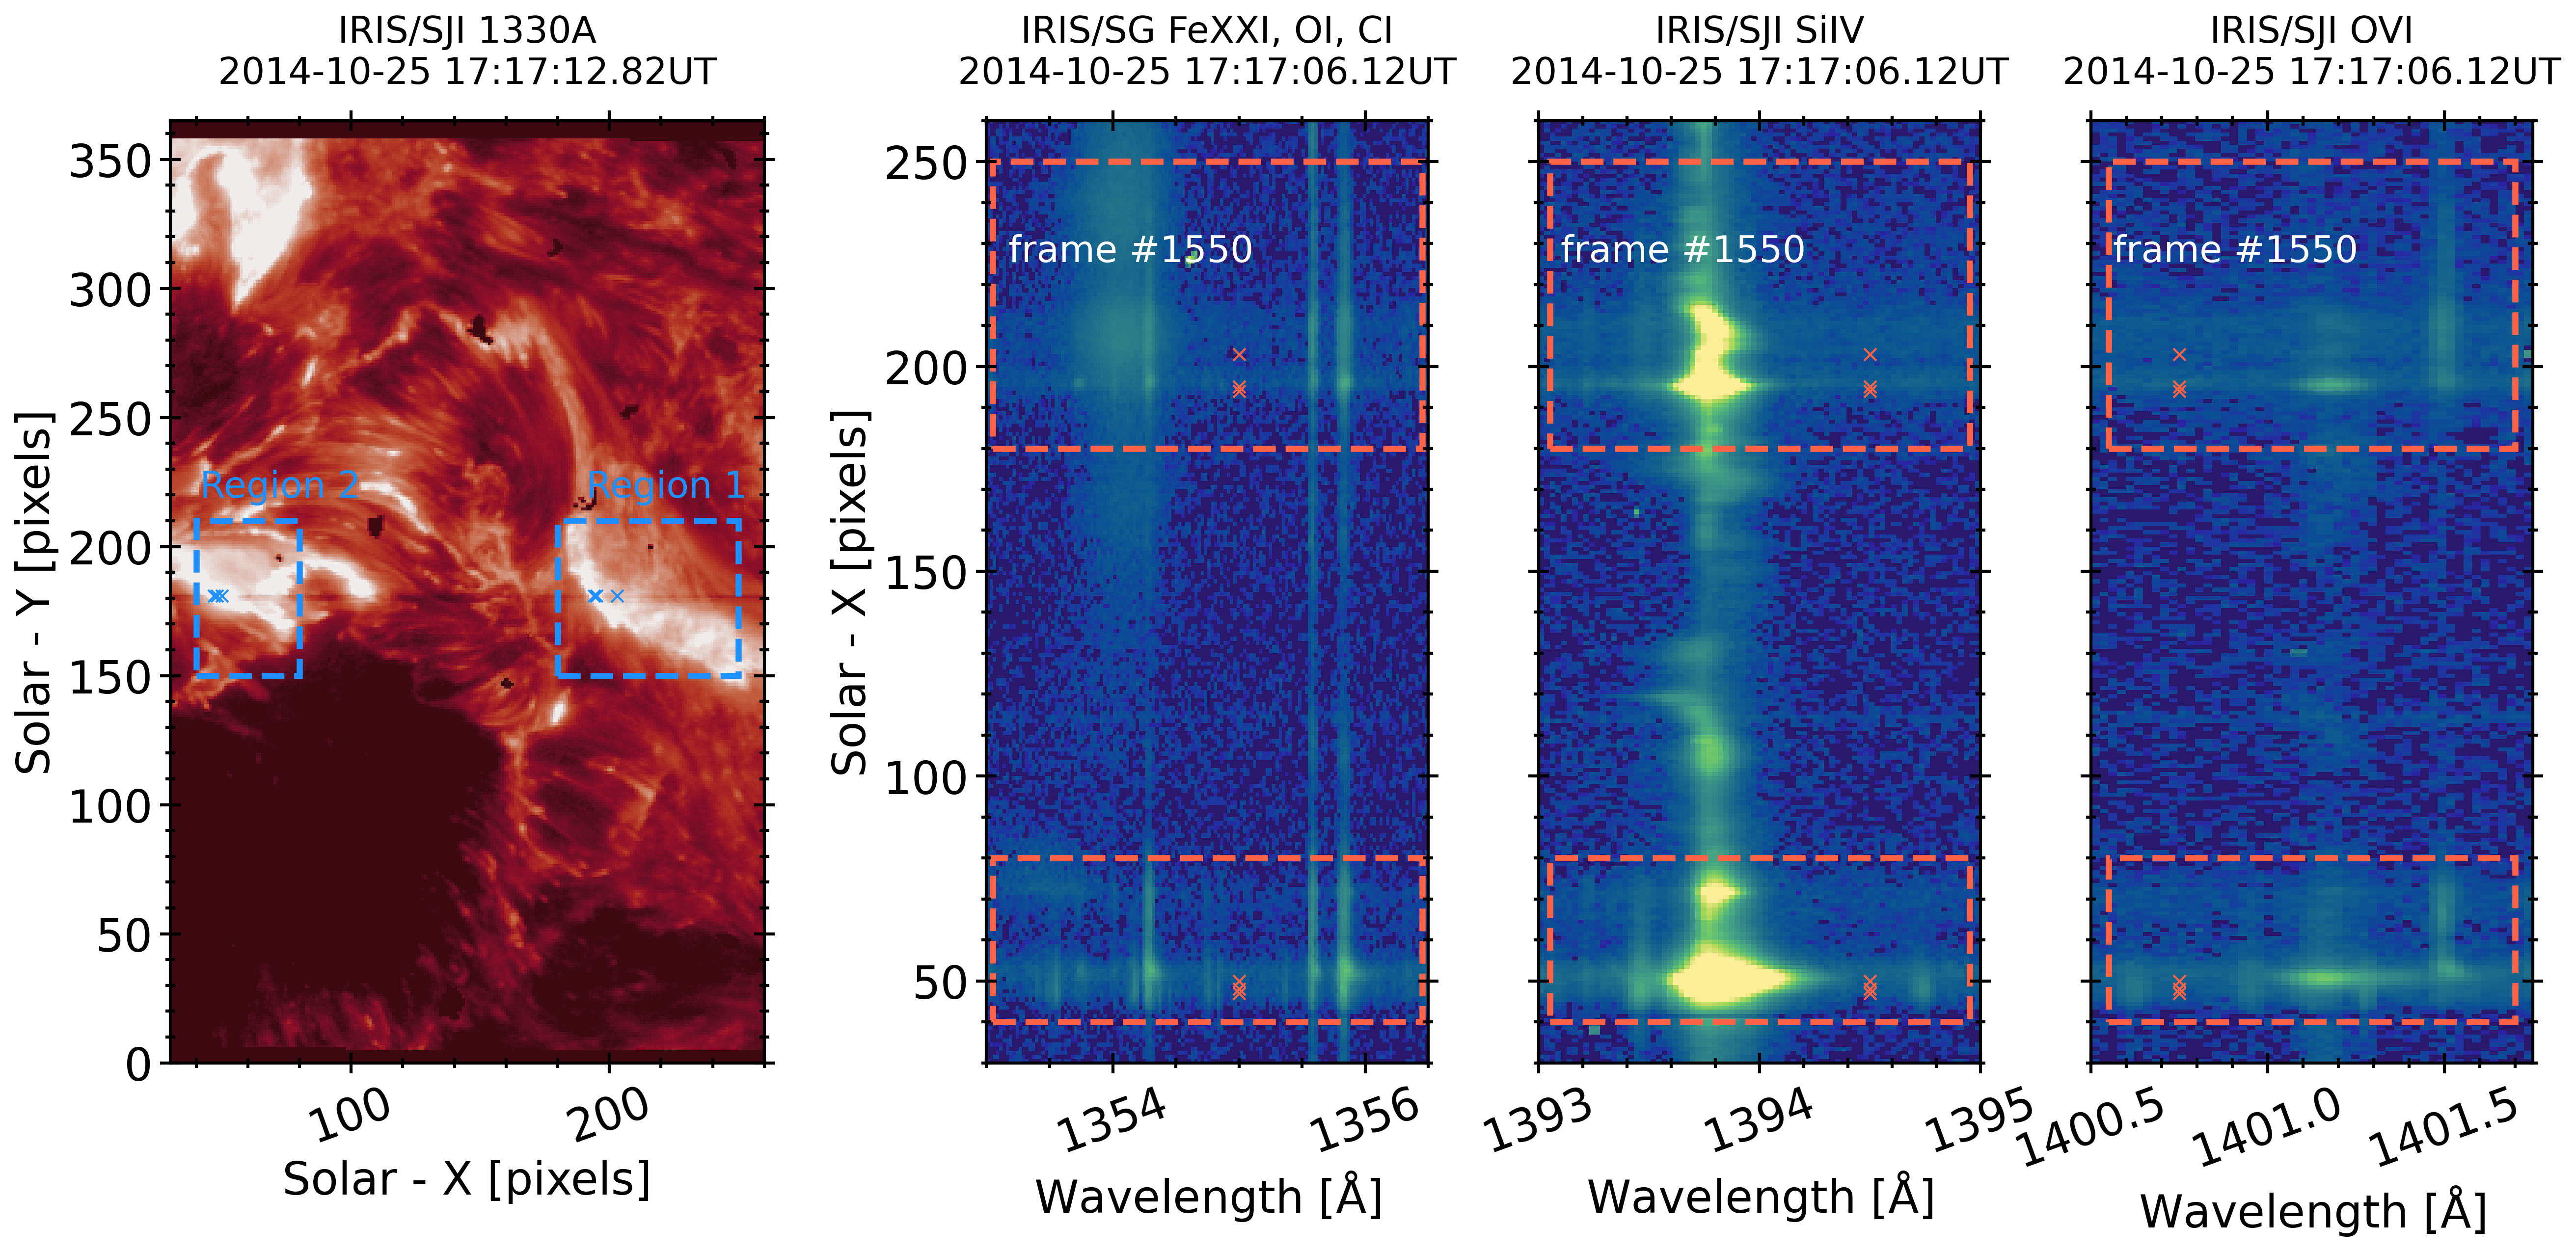 IRIS/SJI 1330A
2014-10-25 17:17:12.82UT
350
300
250
200
150
100
50
0
Solar - Y [pixels]
Region 2
Region 1
100
200
Solar - X [pixels]
IRIS/SG FeXXI, OI, CI
2014-10-25 17:17:06.12UT
250
200
150
100
50
Solar - X [pixels]
frame #1550
1354
1356
Wavelength [Å]
IRIS/SJI SiIV
2014-10-25 17:17:06.12UT
frame #1550
1393
1394
1395
Wavelength [Å]
IRIS/SJI OVI
2014-10-25 17:17:06.12UT
frame #1550
1400.5
1401.0
1401.5
Wavelength [Å]